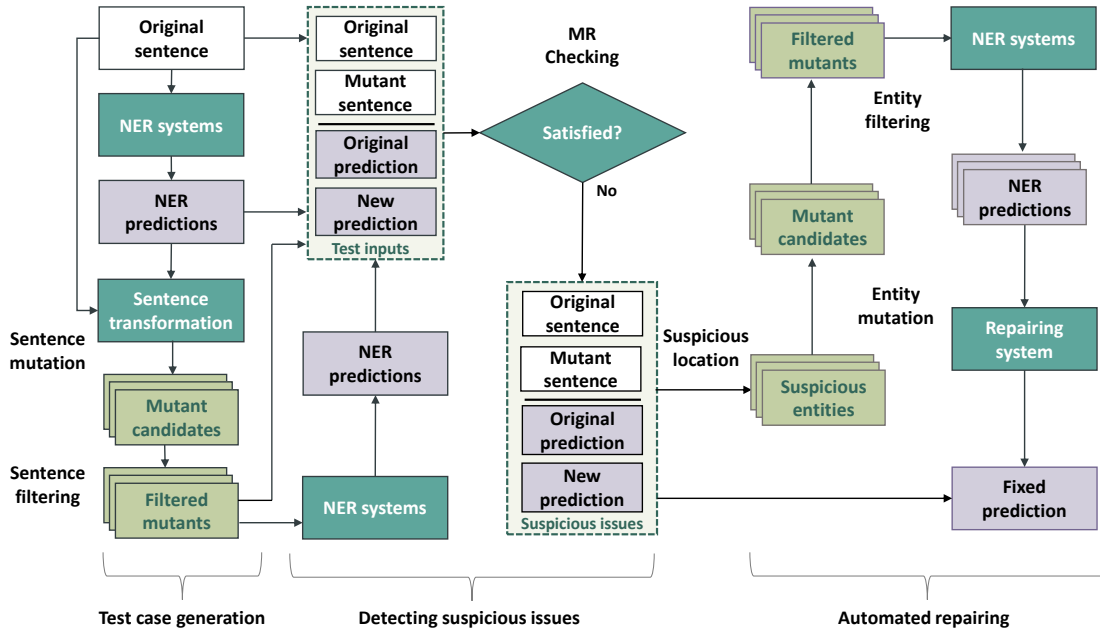 Original
sentence
NER systems
NER
predictions
Sentence
transformation
Sentence
mutation
Mutant
candidates
Sentence
filtering
Filtered
mutants
Test case generation
Original
sentence
Mutant
sentence
Original
prediction
New
prediction
Test inputs
NER
predictions
NER systems
MR
Checking
Satisfied?
No
Original
sentence
Mutant
sentence
Original
prediction
New
prediction
Suspicious issues
Detecting suspicious issues
Suspicious
location
Suspicious
entities
Entity
mutation
Mutant
candidates
Entity
filtering
Filtered
mutants
NER systems
NER
predictions
Repairing
system
Fixed
prediction
Automated repairing